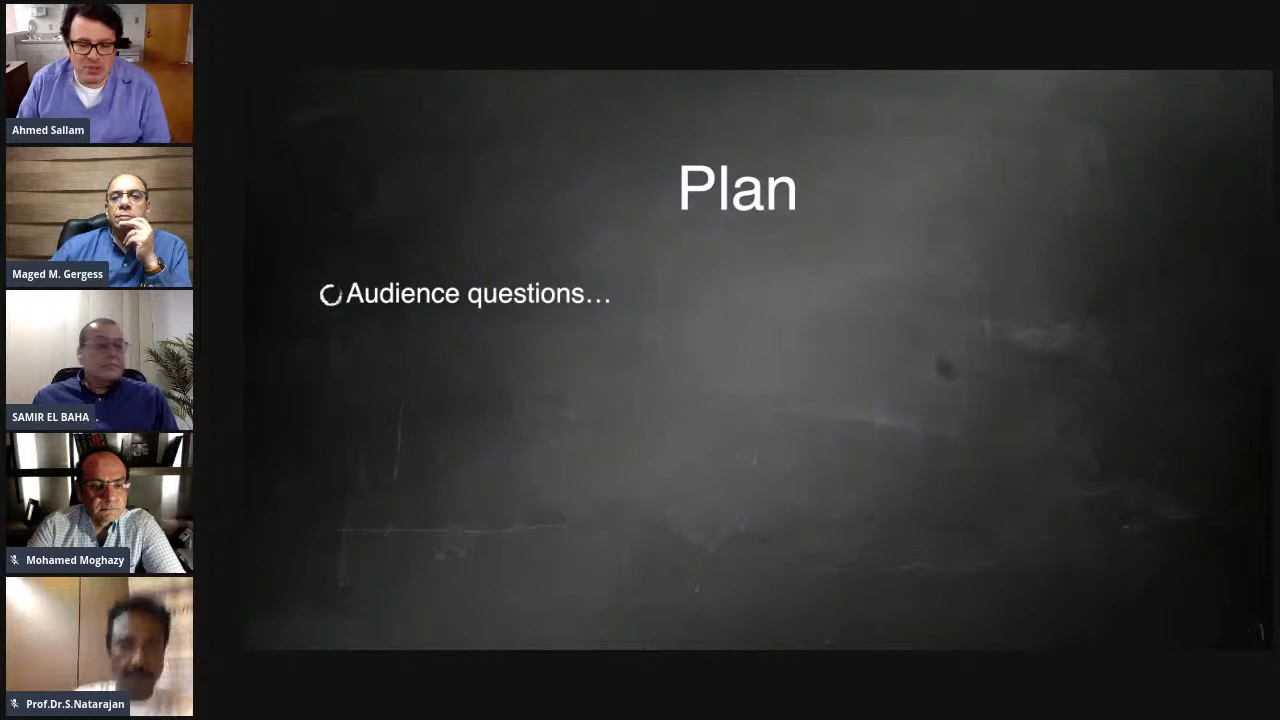 Ahmed Sallam
Maged M. Gergess
SAMIR EL BAHA .
Mohamed Moghazy
Prof.Dr.S.Natarajan
Plan
Audience questions…